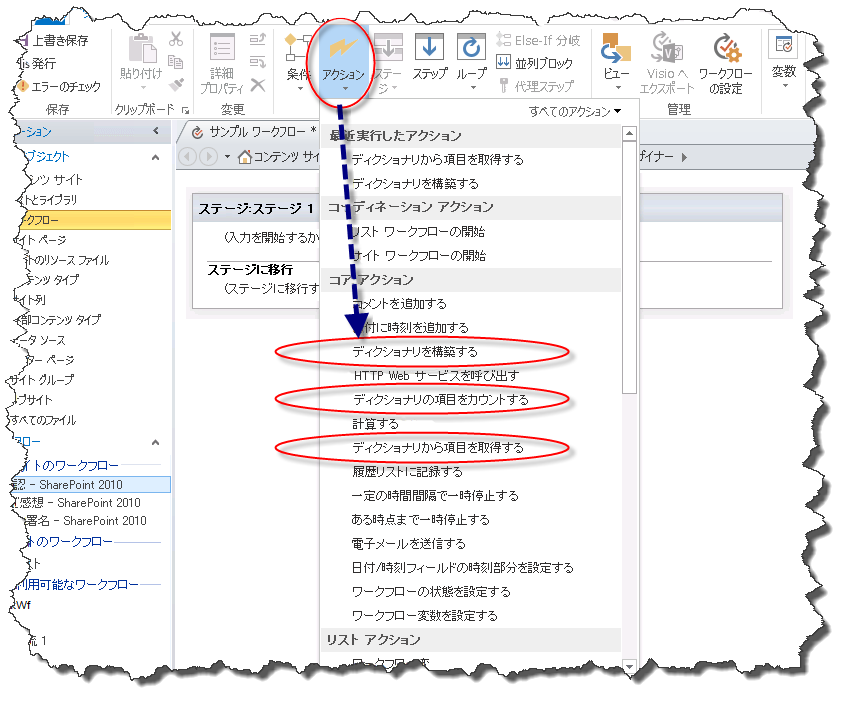 上書き保存
発行
エラーのチェック
保存
貼り付け
クリップボード
詳細
プロパティ
変更
条件
アクション
ステージ
ステップ
ループ
Else-If 分岐
並列ブロック
代理ステップ
ビュー
Visio へ
エクスポート
ワークフロー
の設定
管理
変数
すべてのアクション
ション
ブジェクト
ンツ サイト
トとライブラリ
クフロー
イト ページ
トのリソース ファイル
テンツ タイプ
イト列
部コンテンツ タイプ
ータ ソース
ター ページ
サイト グループ
ブサイト
すべてのファイル
フロー
イトのワークフロー
認 - SharePoint 2010
感想 - SharePoint 2010
署名 - SharePoint 2010
トのワークフロー
スト
利用可能なワークフロー
Wf
流 1
サンプル ワークフロー *
コンテンツ サイ
ザイナー
ステージ:ステージ 1
(入力を開始するか
ステージに移行
(ステージに移行す
最近実行したアクション
ディクショナリから項目を取得する
ディクショナリを構築する
コーディネーション アクション
リスト ワークフローの開始
サイト ワークフローの開始
コア アクション
コメントを追加する
日付に時刻を追加する
ディクショナリを構築する
HTTP Web サービスを呼び出す
ディクショナリの項目をカウントする
計算する
ディクショナリから項目を取得する
履歴リストに記録する
一定の時間間隔で一時停止する
ある時点まで一時停止する
電子メールを送信する
日付/時刻フィールドの時刻部分を設定する
ワークフローの状態を設定する
ワークフロー変数を設定する
リスト アクション